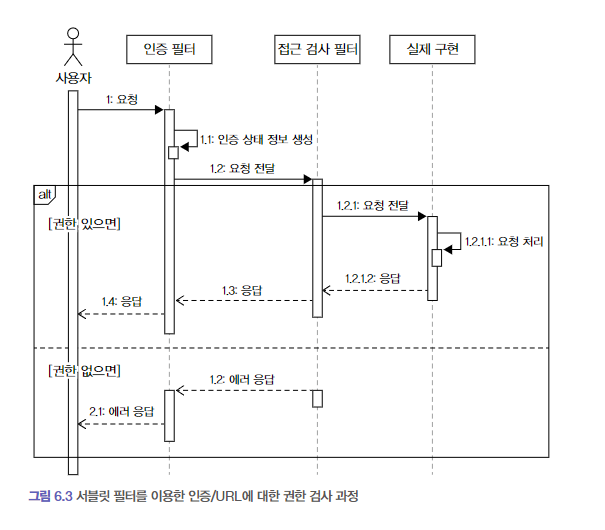 인증 필터
접근 검사 필터
실제 구현
사용자
1: 요청
1.1: 인증 상태 정보 생성
1.2: 요청 전달
alt
[권한 있으면]
1.2.1: 요청 전달
1.2.1.1: 요청 처리
1.2.1.2: 응답
1.3: 응답
1.4: 응답
[권한 없으면]
1.2: 에러 응답
2.1: 에러 응답
그림 6.3 서블릿 필터를 이용한 인증/URL에 대한 권한 검사 과정